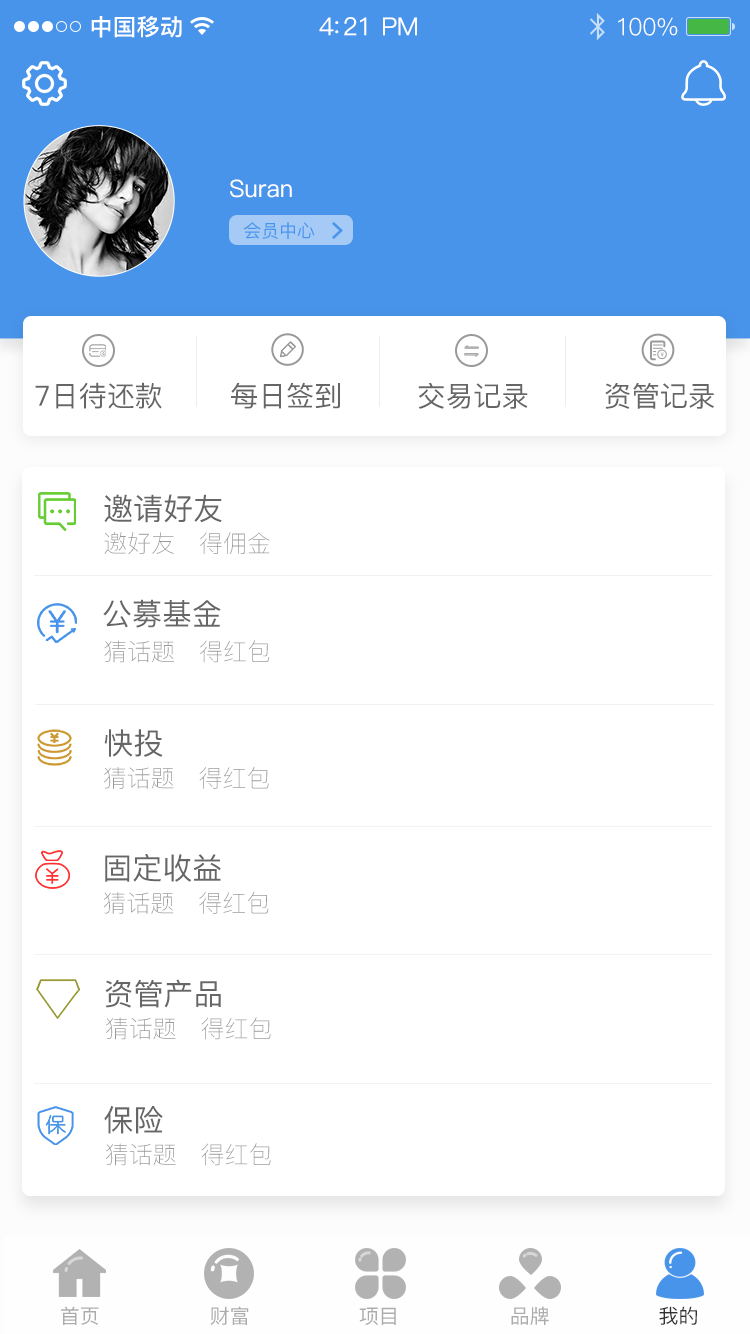 中国移动 4:21 PM 100%
Suran
会员中心
7日待还款 每日签到 交易记录 资管记录
邀请好友
邀好友 得佣金
¥
公募基金
猜话题 得红包
¥
快投
猜话题 得红包
¥
固定收益
猜话题 得红包
资管产品
猜话题 得红包
保
保险
猜话题 得红包
首页 财富 项目 品牌 我的